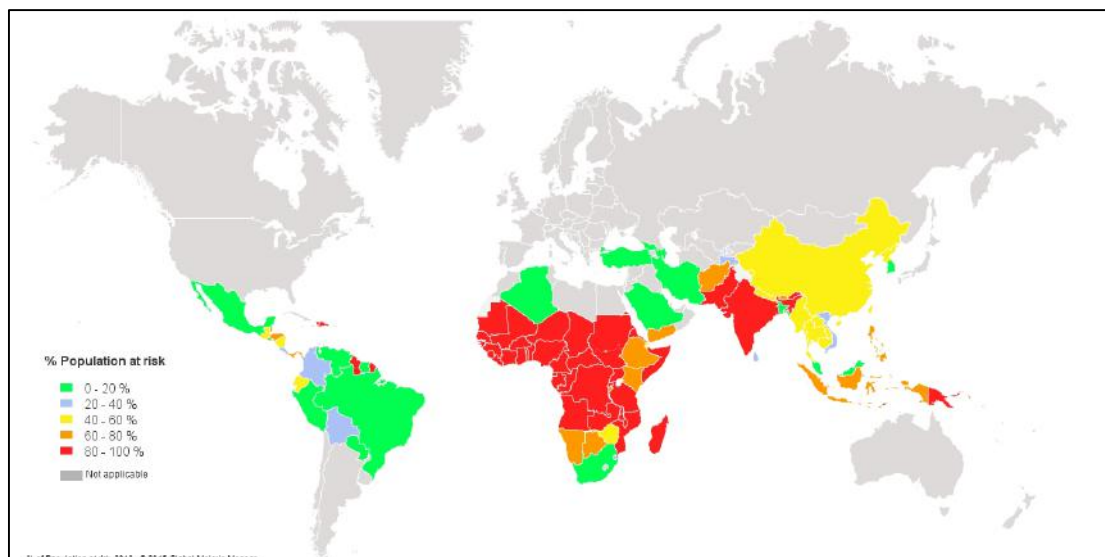 % Population at risk
0 - 20 %
20 - 40 %
40 - 60 %
60 - 80 %
80 - 100 %
Not applicable